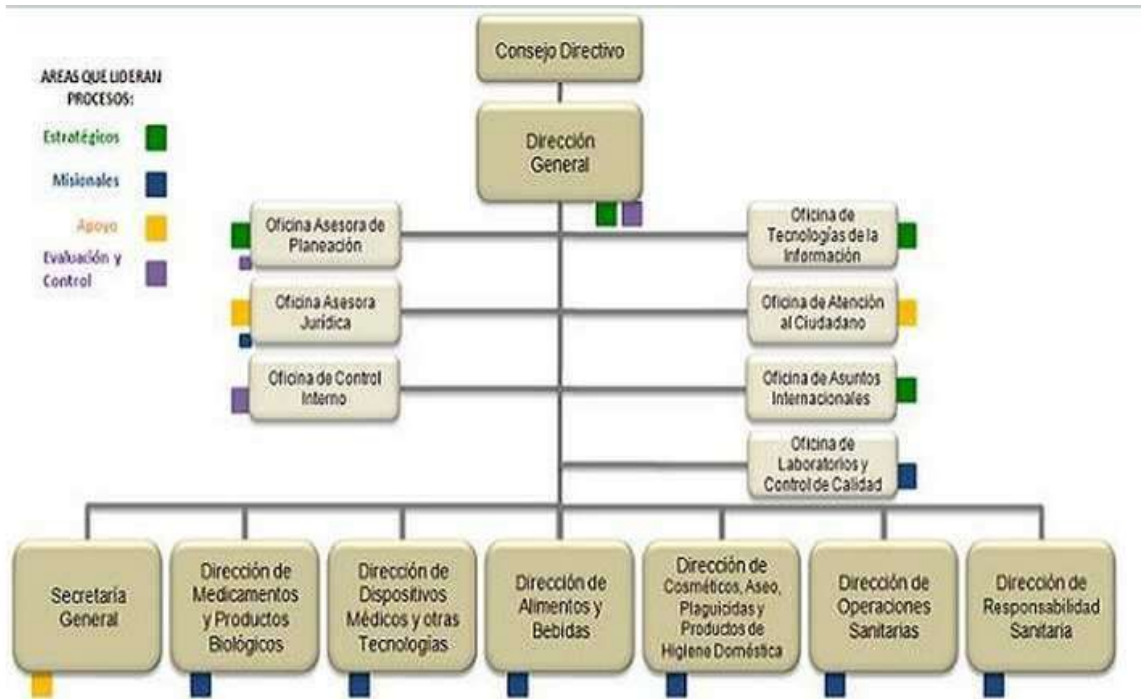 Consejo Directivo
AREAS QUE LIDERAN
PROCESOS:
Estratégicos
Misionales
Apoyo
Evaluación y
Control
Dirección
General
Oficina Asesora de
Planeación
Oficina de
Tecnologías de la
Información
Oficina Asesora
Jurídica
Oficina de Atención
al Ciudadano
Oficina de Control
Interno
Oficina de Asuntos
Internacionales
Oficina de
Laboratorios y
Control de Calidad
Secretaría
General
Dirección de
Medicamentos
y Productos
Biológicos
Dirección de
Dispositivos
Médicos y otras
Tecnologías
Dirección de
Alimentos y
Bebidas
Dirección de
Cosméticos, Aseo,
Plaguicidas y
Productos de
Higiene Doméstica
Dirección de
Operaciones
Sanitarias
Dirección de
Responsabilidad
Sanitaria